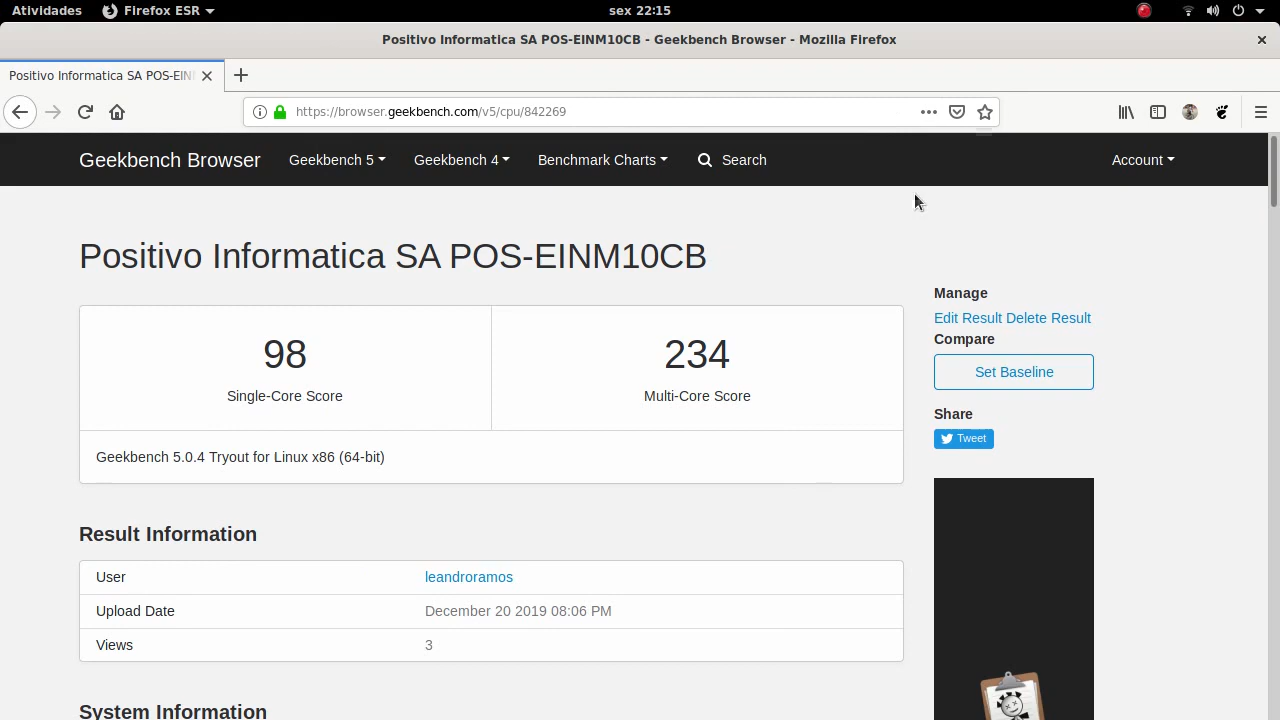 Atividades Firefox ESR sex 22:15
Positivo Informatica SA POS-EINM10CB - Geekbench Browser - Mozilla Firefox
Positivo Informatica SA POS-EIN
https://browser.geekbench.com/v5/cpu/842269
Geekbench Browser Geekbench 5 Geekbench 4 Benchmark Charts Search Account
Positivo Informatica SA POS-EINM10CB
98
Single-Core Score
234
Multi-Core Score
Geekbench 5.0.4 Tryout for Linux x86 (64-bit)
Manage
Edit Result Delete Result
Compare
Set Baseline
Share
Tweet
Result Information
User leandroramos
Upload Date December 20 2019 08:06 PM
Views 3
System Information